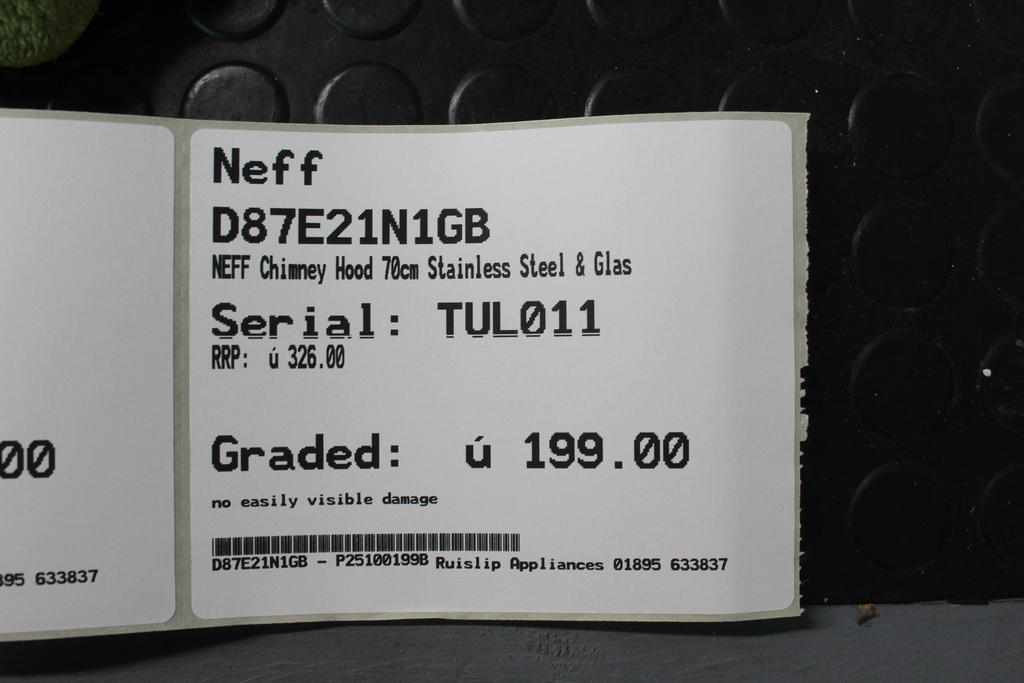 Neff
D87E21N1GB
NEFF Chimney Hood 70cm Stainless Steel & Glas
Serial: TUL011
RRP: ú 326.00
00
Graded: ú 199.00
no easily visible damage
D87E21N1GB - P25100199B Ruislip Appliances 01895 633837
895 633837